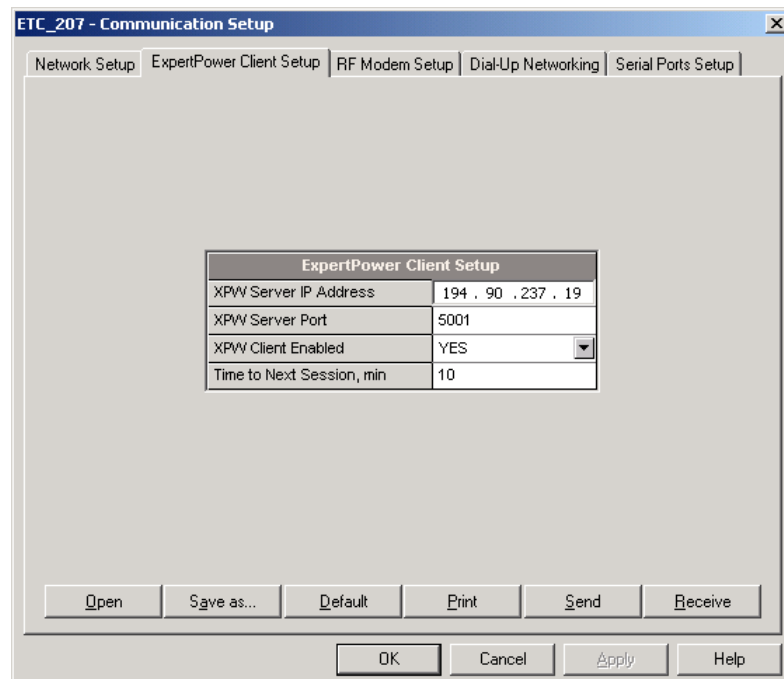 ETC_207 - Communication Setup
Network Setup ExpertPower Client Setup RF Modem Setup Dial-Up Networking Serial Ports Setup
ExpertPower Client Setup
XPW Server IP Address 194 . 90 .237 . 19
XPW Server Port 5001
XPW Client Enabled YES
Time to Next Session, min 10
Open Save as... Default Print Send Receive
OK Cancel Apply Help